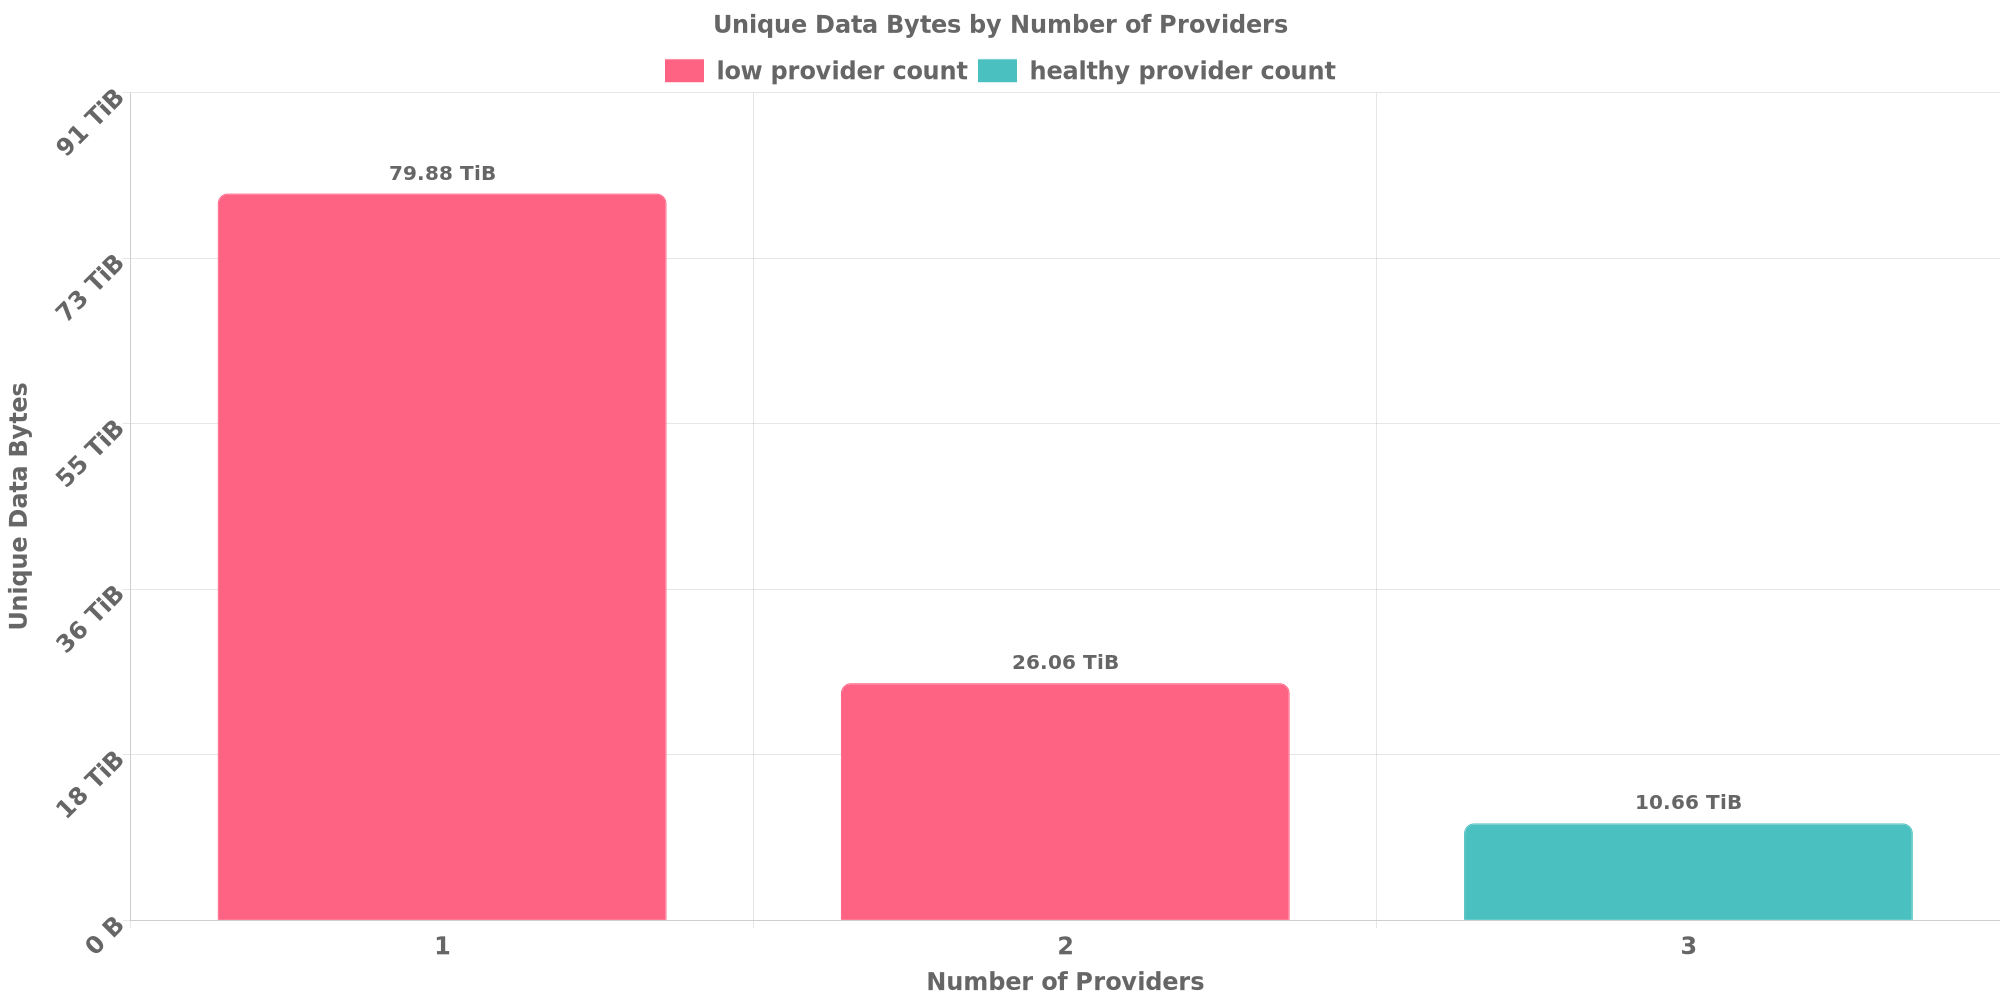 Unique Data Bytes by Number of Providers
low provider count healthy provider count
91 TiB
79.88 TiB
73 TiB
55 TiB
Unique Data Bytes
36 TiB
26.06 TiB
18 TiB
10.66 TiB
0 B
1 2 3
Number of Providers